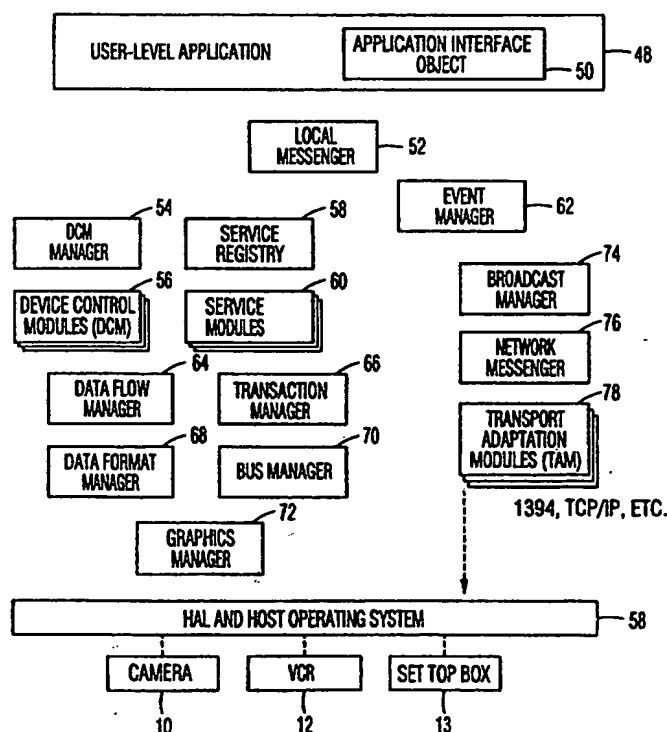 USER-LEVEL APPLICATION
APPLICATION INTERFACE
OBJECT
50
48
LOCAL
MESSENGER
52
EVENT
MANAGER
62
54
DCM
MANAGER
58
SERVICE
REGISTRY
74
BROADCAST
MANAGER
56
DEVICE CONTROL
MODULES (DCM)
60
SERVICE
MODULES
76
NETWORK
MESSENGER
64
DATA FLOW
MANAGER
66
TRANSACTION
MANAGER
78
TRANSPORT
ADAPTATION
MODULES (TAM)
68
DATA FORMAT
MANAGER
70
BUS MANAGER
1394, TCP/IP, ETC.
72
GRAPHICS
MANAGER
HAL AND HOST OPERATING SYSTEM
58
CAMERA
VCR
SET TOP BOX
10
12
13